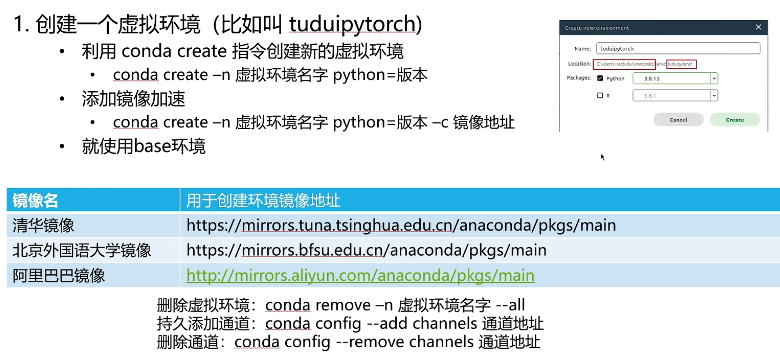 1. 创建一个虚拟环境（比如叫 tuduipytorch）
• 利用 conda create 指令创建新的虚拟环境
• conda create –n 虚拟环境名字 python=版本
• 添加镜像加速
• conda create –n 虚拟环境名字 python=版本 –c 镜像地址
• 就使用base环境
Create new environment
Name: tuduipytorch
Location:
Packages: Python 3.8.13
R
Cancel Create
镜像名 用于创建环境镜像地址
清华镜像 https://mirrors.tuna.tsinghua.edu.cn/anaconda/pkgs/main
北京外国语大学镜像 https://mirrors.bfsu.edu.cn/anaconda/pkgs/main
阿里巴巴镜像 http://mirrors.aliyun.com/anaconda/pkgs/main
删除虚拟环境：conda remove –n 虚拟环境名字 --all
持久添加通道：conda config --add channels 通道地址
删除通道：conda config --remove channels 通道地址